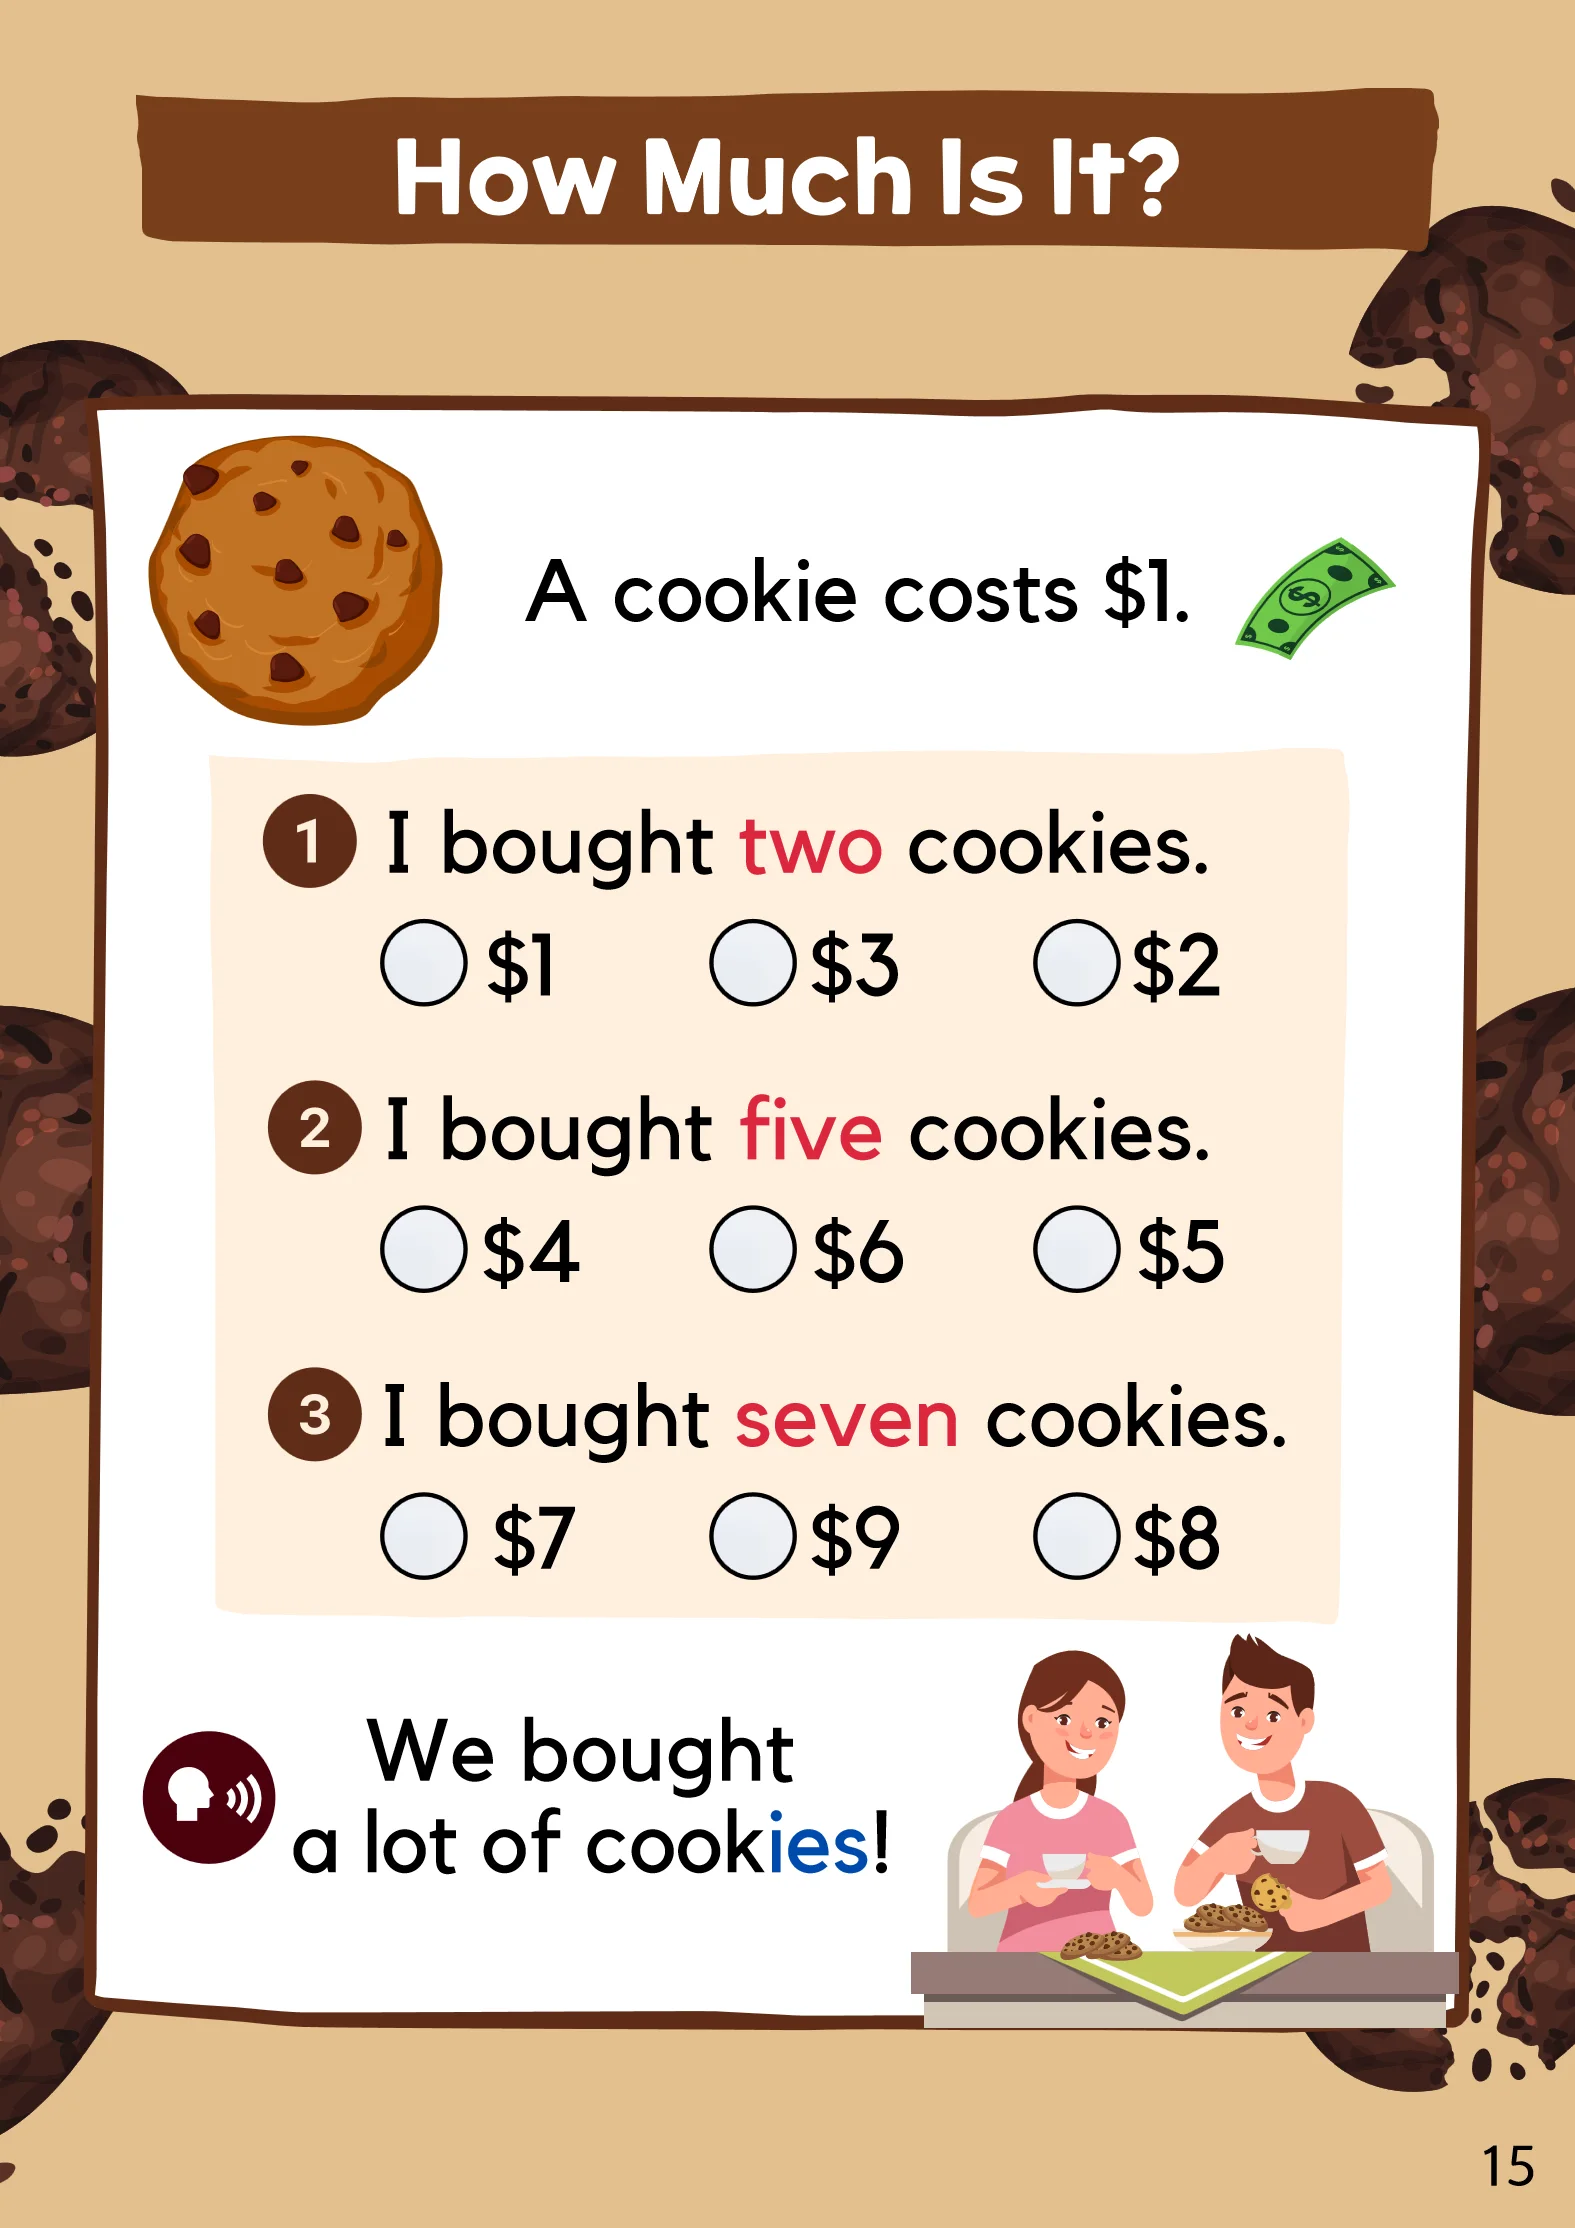 How Much Is It?
A cookie costs $1.
1 I bought two cookies.
$1 $3 $2
2 I bought five cookies.
$4 $6 $5
3 I bought seven cookies.
$7 $9 $8
We bought
a lot of cookies!
15